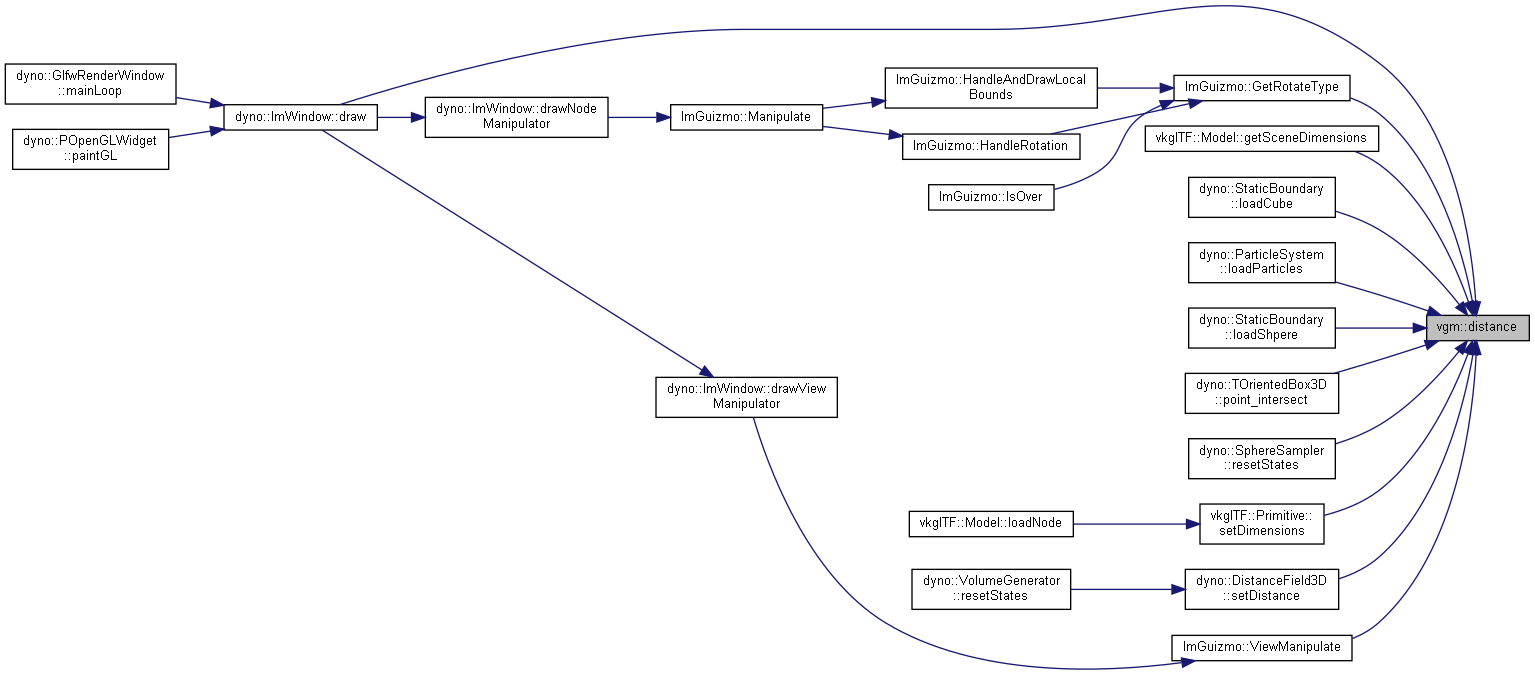 dyno::GlfwRenderWindow
::mainLoop
dyno::POpenGLWidget
::paintGL
dyno::ImWindow::draw
dyno::ImWindow::drawNode
Manipulator
ImGuizmo::Manipulate
ImGuizmo::HandleAndDrawLocal
Bounds
ImGuizmo::HandleRotation
ImGuizmo::IsOver
ImGuizmo::GetRotateType
vkglTF::Model::getSceneDimensions
dyno::StaticBoundary
::loadCube
dyno::ParticleSystem
::loadParticles
dyno::StaticBoundary
::loadShpere
vgm::distance
dyno::TOrientedBox3D
::point_intersect
dyno::ImWindow::drawView
Manipulator
dyno::SphereSampler
::resetStates
vkglTF::Model::loadNode
vkglTF::Primitive::
setDimensions
dyno::VolumeGenerator
::resetStates
dyno::DistanceField3D
::setDistance
ImGuizmo::ViewManipulate